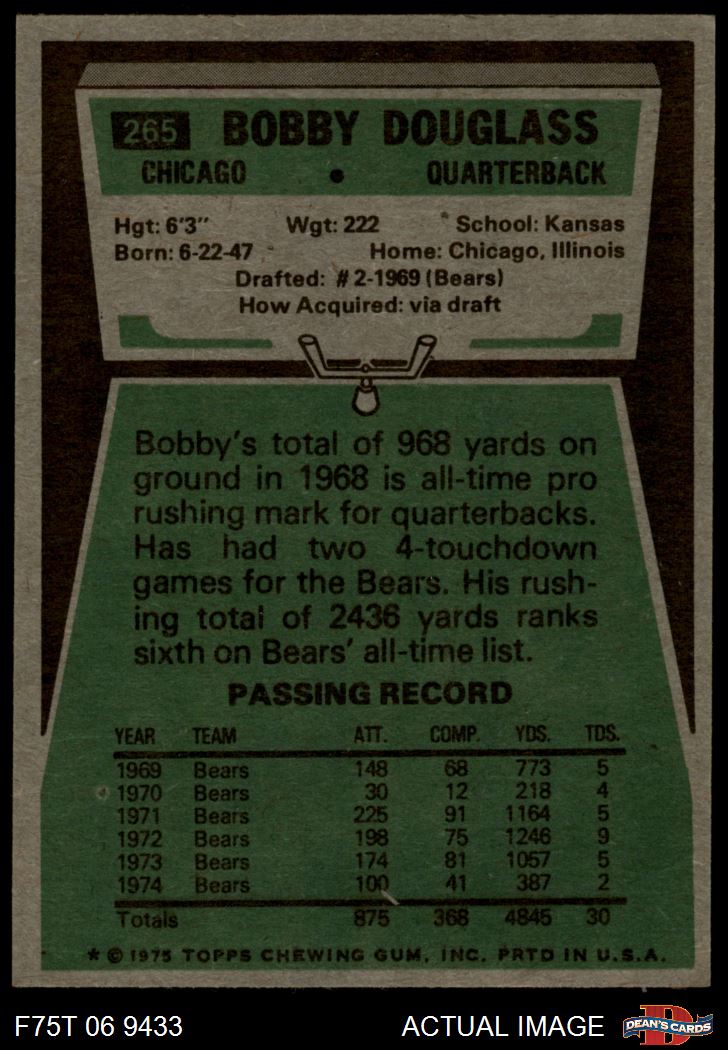 265 BOBBY DOUGLASS
CHICAGO • QUARTERBACK
Hgt: 6'3" Wgt: 222 School: Kansas
Born: 6-22-47 Home: Chicago, Illinois
Drafted: #2-1969 (Bears)
How Acquired: via draft
Bobby's total of 968 yards on
ground in 1968 is all-time pro
rushing mark for quarterbacks.
Has had two 4-touchdown
games for the Bears. His rush-
ing total of 2436 yards ranks
sixth on Bears' all-time list.
PASSING RECORD
YEAR TEAM ATT. COMP. YDS. TDS.
1969 Bears 148 68 773 5
1970 Bears 30 12 218 4
1971 Bears 225 91 1164 5
1972 Bears 198 75 1246 9
1973 Bears 174 81 1057 5
1974 Bears 100 41 387 2
Totals 875 368 4845 30
* © 1975 TOPPS CHEWING GUM, INC. PRTD IN U.S.A.
F75T 06 9433 ACTUAL IMAGE D DEAN'S CARDS